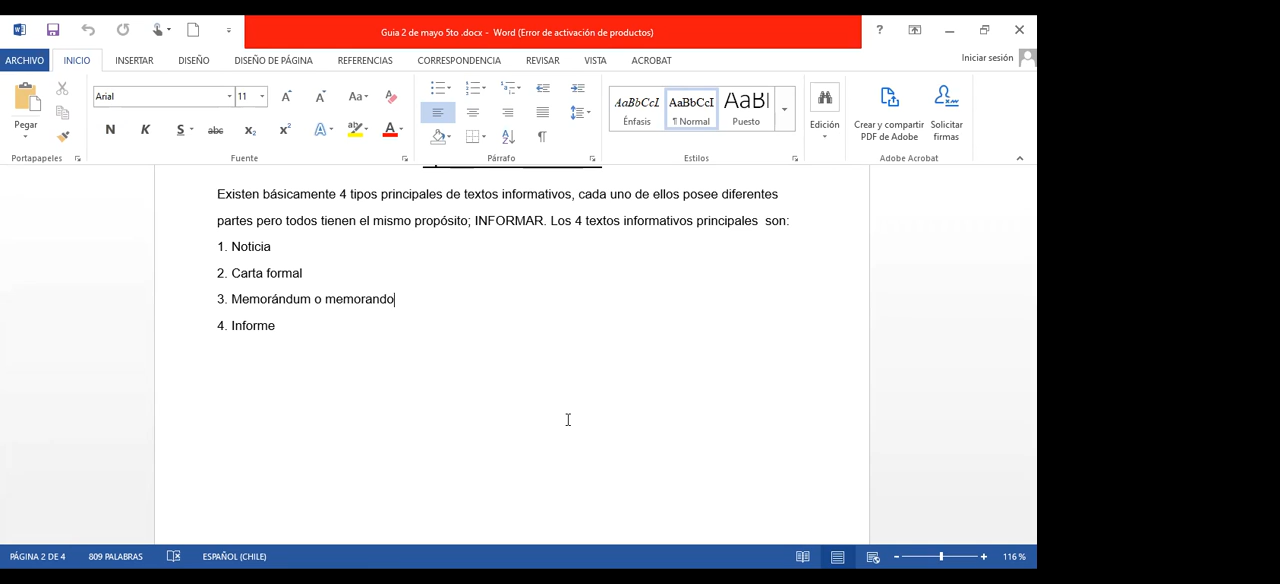 Guia 2 de mayo 5to .docx - Word (Error de activación de productos)
?
ARCHIVO INICIO INSERTAR DISEÑO DISEÑO DE PÁGINA REFERENCIAS CORRESPONDENCIA REVISAR VISTA ACROBAT Iniciar sesión
Arial 11 A A Aa
AaBbCcI AaBbCcI AaBl
Pegar Énfasis ¶ Normal Puesto Edición Crear y compartir Solicitar
N K S abc x₂ x² A A
PDF de Adobe firmas
Portapapeles Fuente Párrafo Estilos Adobe Acrobat
Existen básicamente 4 tipos principales de textos informativos, cada uno de ellos posee diferentes
partes pero todos tienen el mismo propósito; INFORMAR. Los 4 textos informativos principales  son:
1. Noticia
2. Carta formal
3. Memorándum o memorando
4. Informe
PÁGINA 2 DE 4 809 PALABRAS ESPAÑOL (CHILE) 116 %